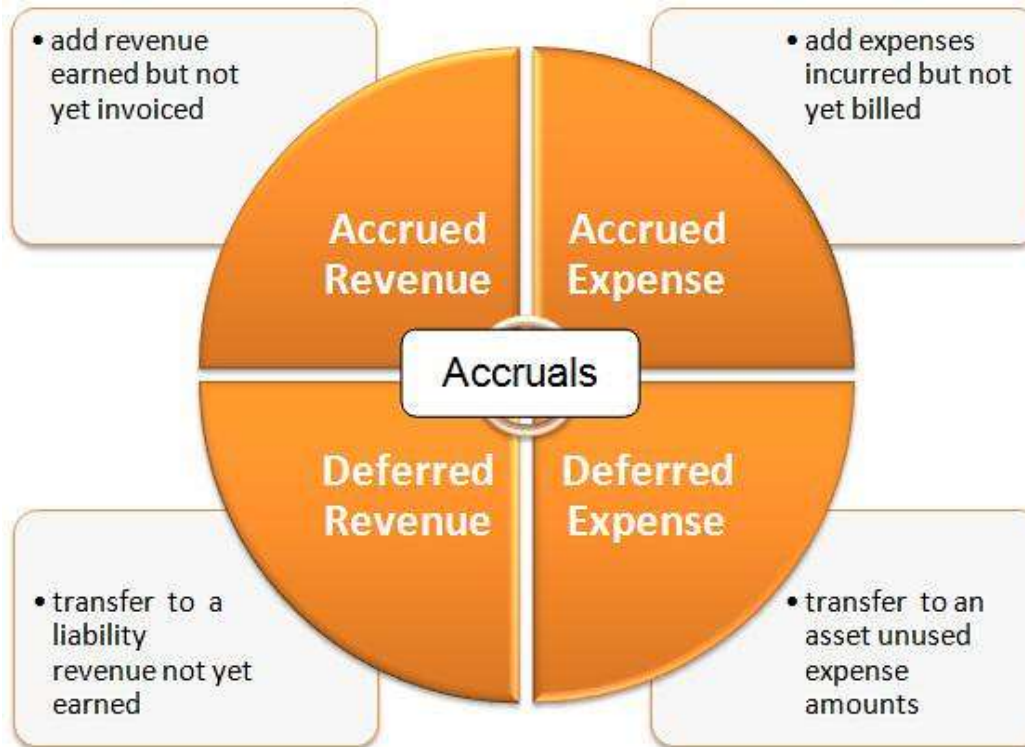 • add revenue
earned but not
yet invoiced
• add expenses
incurred but not
yet billed
Accrued
Revenue
Accrued
Expense
Accruals
Deferred
Revenue
Deferred
Expense
• transfer to a
liability
revenue not yet
earned
• transfer to an
asset unused
expense
amounts